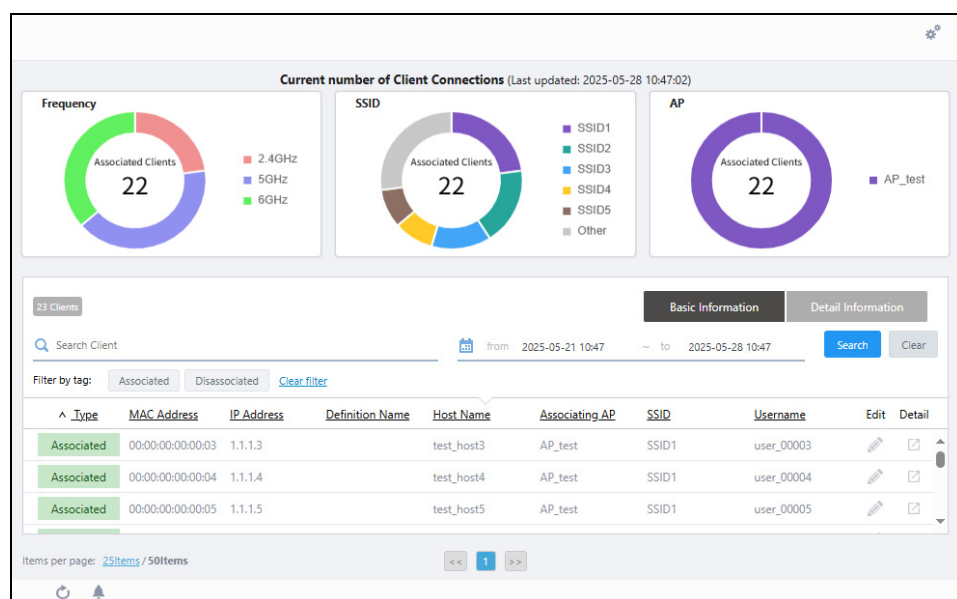 Current number of Client Connections (Last updated: 2025-05-28 10:47:02)
Frequency
Associated Clients
22
2.4GHz
5GHz
6GHz
SSID
Associated Clients
22
SSID1
SSID2
SSID3
SSID4
SSID5
Other
AP
Associated Clients
22
AP_test
23 Clients
Basic Information Detail Information
Search Client from 2025-05-21 10:47 ~ to 2025-05-28 10:47 Search Clear
Filter by tag: Associated Disassociated Clear filter
^ Type MAC Address IP Address Definition Name Host Name Associating AP SSID Username Edit Detail
Associated 00:00:00:00:00:03 1.1.1.3 test_host3 AP_test SSID1 user_00003
Associated 00:00:00:00:00:04 1.1.1.4 test_host4 AP_test SSID1 user_00004
Associated 00:00:00:00:00:05 1.1.1.5 test_host5 AP_test SSID1 user_00005
Items per page: 25Items / 50Items << 1 >>